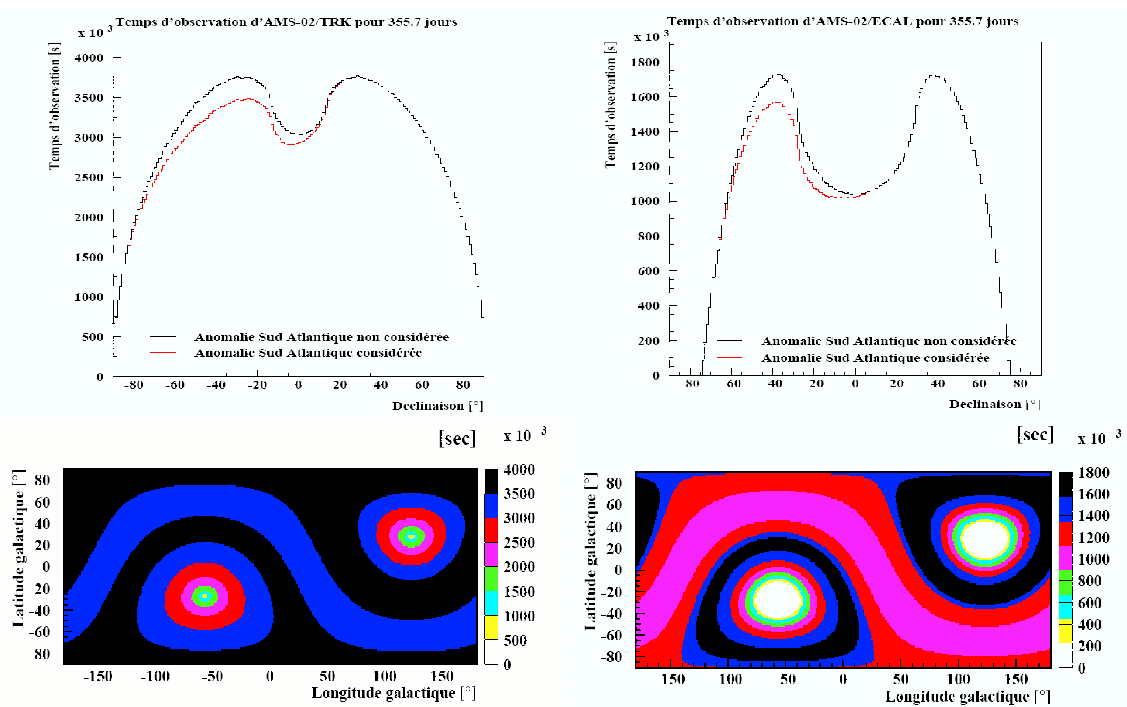 Temps d'observation d'AMS-02/TRK pour 355.7 jours
x 10 3
Temps d'observation [s]
4000
3500
3000
2500
2000
1500
1000
500
0
Anomalie Sud Atlantique non considérée
Anomalie Sud Atlantique considérée
-80 -60 -40 -20 0 20 40 60 80
Declinaison [°]
Temps d'observation d'AMS-02/ECAL pour 355.7 jours
x 10 3
Temps d'observation [s]
1800
1600
1400
1200
1000
800
600
400
200
0
Anomalie Sud Atlantique non considérée
Anomalie Sud Atlantique considérée
80 60 40 20 0 20 40 60 80
Declinaison [°]
[sec] x 10 3
Latitude galactique [°]
80
60
40
20
0
-20
-40
-60
80
-150 -100 -50 0 50 100 150
Longitude galactique [°]
4000
3500
3000
2500
2000
1500
1000
500
0
[sec] x 10 3
Latitude galactique [°]
80
60
40
20
0
-20
-40
-60
-80
150 100 50 0 50 100 150
Longitude galactique [°]
1800
1600
1400
1200
1000
800
600
400
200
0